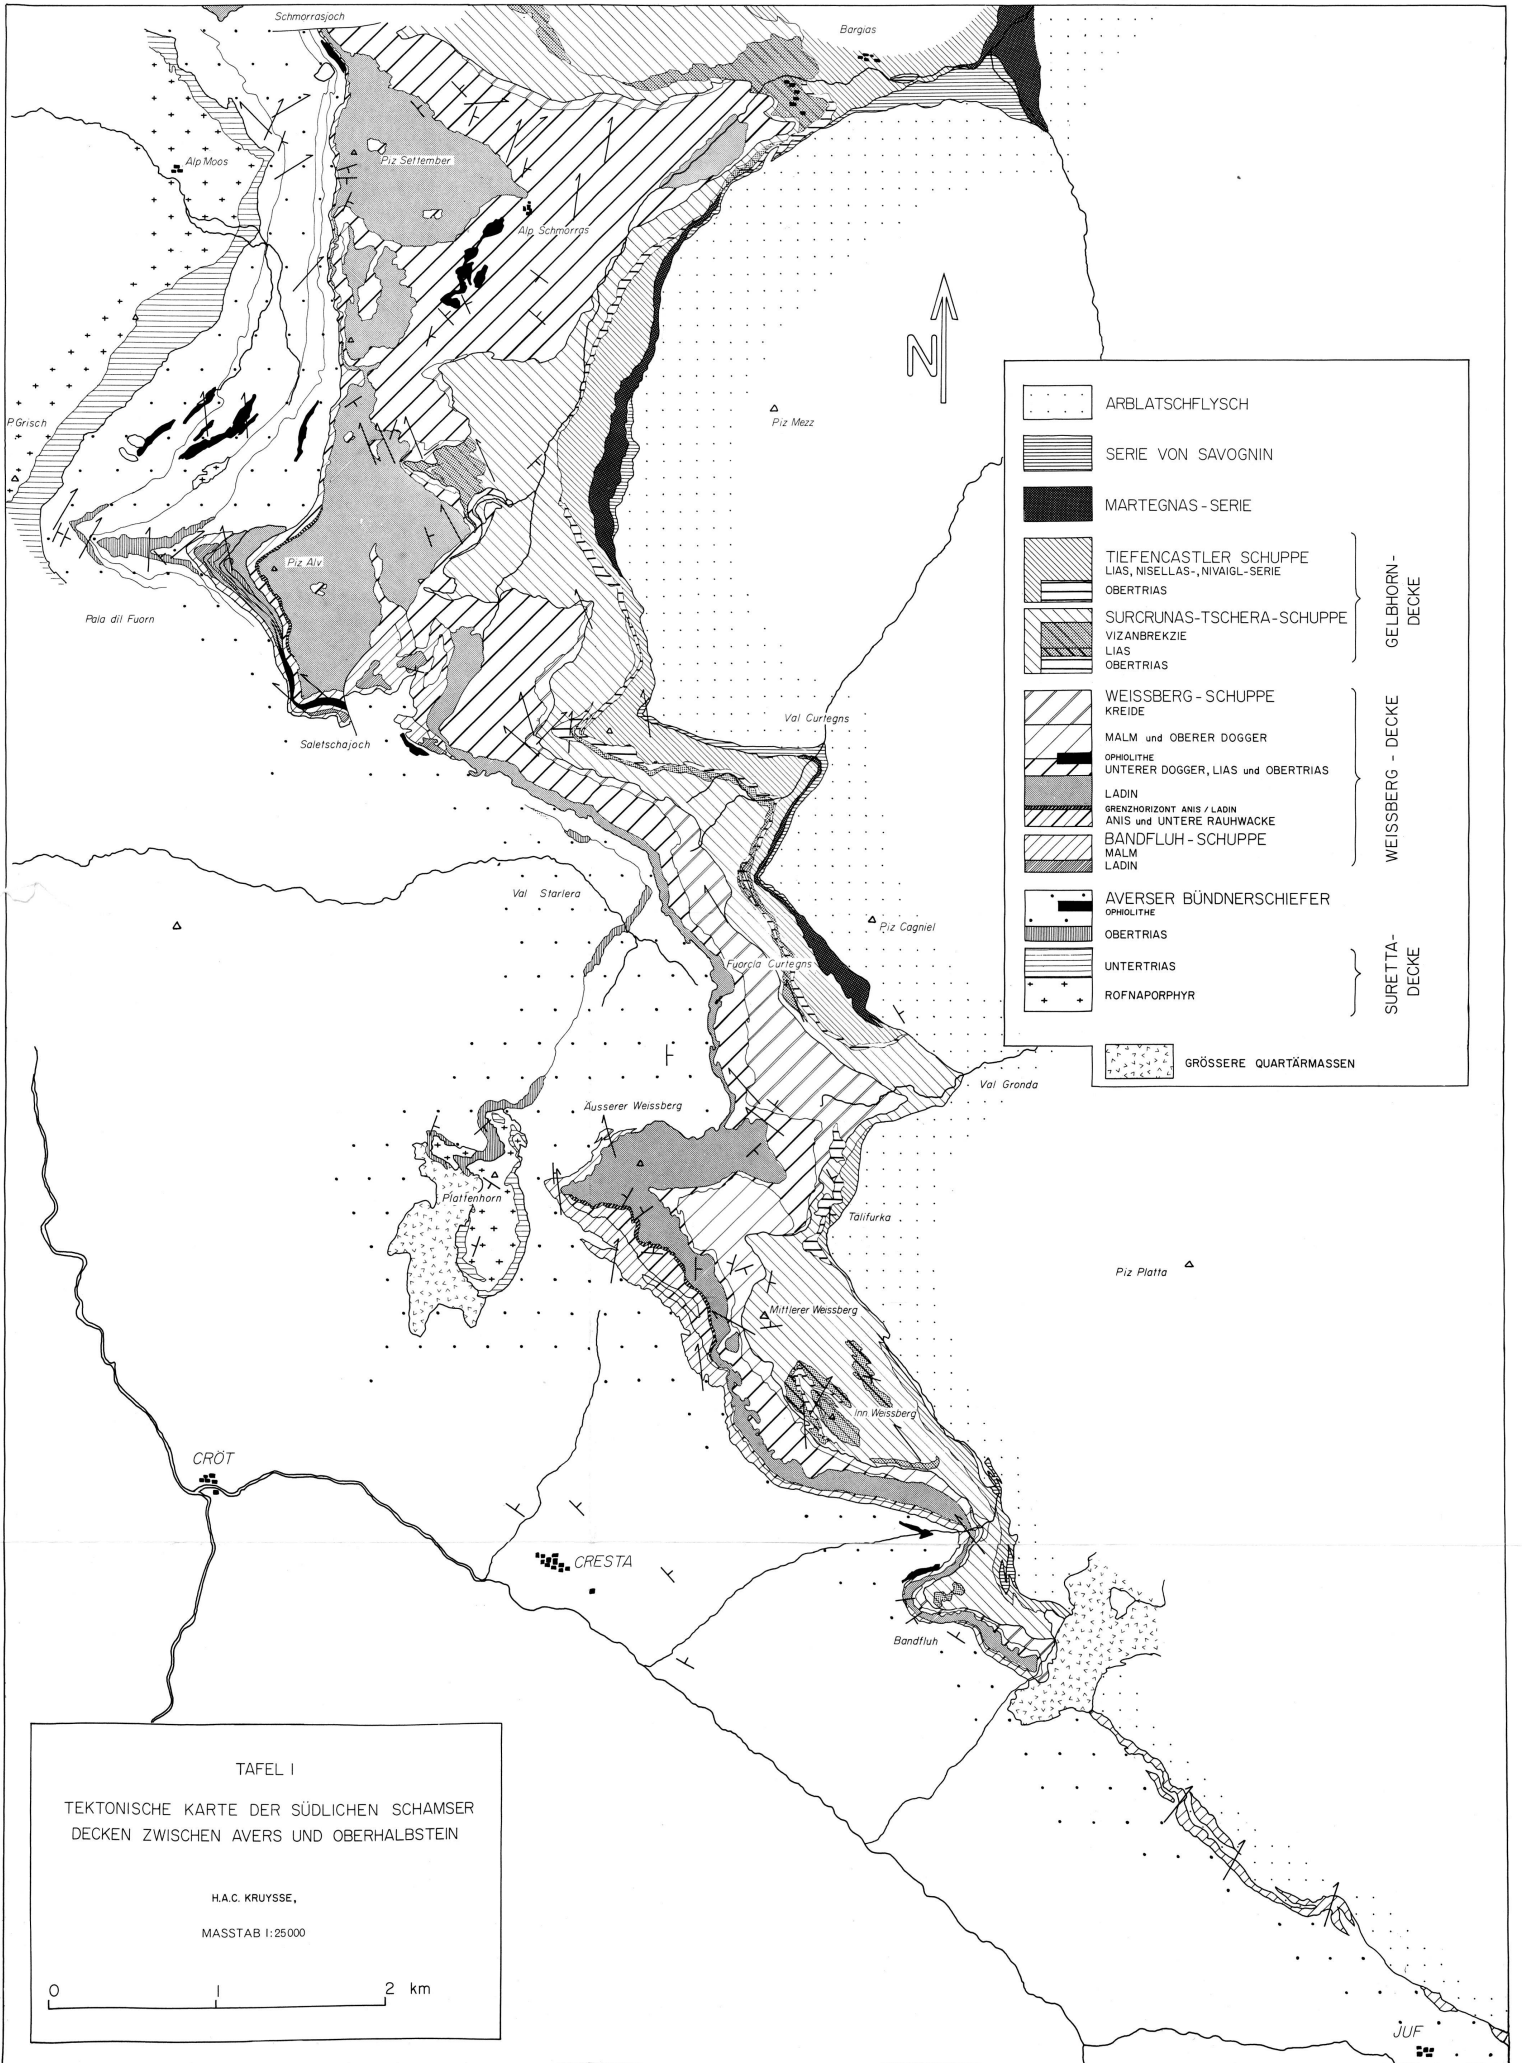 Schmorrasjoch
Bargias
Alp Moos
Piz Settember
Alp Schmorras
N
P. Grisch
Piz Mezz
Piz Alv
Pala dil Fuorn
Saletschajoch
Val Curtegns
Val Starlera
Piz Cagniel
Fuorcla Curtegns
Val Gronda
Äusserer Weissberg
Plattenhorn
Tälifurka
Piz Platta
Mittlerer Weissberg
Inn. Weissberg
CRÖT
CRESTA
Bandfluh
JUF
ARBLATSCHFLYSCH
SERIE VON SAVOGNIN
MARTEGNAS-SERIE
TIEFENCASTLER SCHUPPE
LIAS, NISELLAS-, NIVAIGL-SERIE
OBERTRIAS
SURCRUNAS-TSCHERA-SCHUPPE
VIZANBREKZIE
LIAS
OBERTRIAS
GELBHORN-
DECKE
WEISSBERG-SCHUPPE
KREIDE
MALM und OBERER DOGGER
OPHIOLITHE
UNTERER DOGGER, LIAS und OBERTRIAS
LADIN
GRENZHORIZONT ANIS / LADIN
ANIS und UNTERE RAUHWACKE
BANDFLUH-SCHUPPE
MALM
LADIN
WEISSBERG - DECKE
AVERSER BÜNDNERSCHIEFER
OPHIOLITHE
OBERTRIAS
UNTERTRIAS
ROFNAPORPHYR
SURETTA-
DECKE
GRÖSSERE QUARTÄRMASSEN
TAFEL I
TEKTONISCHE KARTE DER SÜDLICHEN SCHAMSER
DECKEN ZWISCHEN AVERS UND OBERHALBSTEIN
H.A.C. KRUYSSE,
MASSTAB 1:25000
0 1 2 km